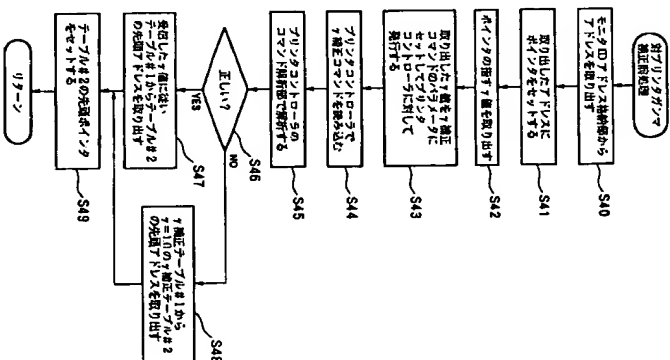 対プリンタガンマ
補正前処理
モニタIDアドレス格納部から
アドレスを取り出す
S40
取り出したアドレスに
ポインタをセットする
S41
ポインタの指すγ値を取り出す
S42
取り出したγ値をγ補正
コマンドのパラメータに
セットしてプリンタ
コントローラに対して
発行する
S43
プリンタコントローラで
γ補正コマンドを読み込む
S44
プリンタコントローラの
コマンド解析部で解析する
S45
正しい?
S46
YES
NO
受信したγ値にはい
テーブル#1からテーブル#2
の先頭アドレスを取り出す
S47
γ補正テーブル#1から
γ=1.0のγ補正テーブル#2
の先頭アドレスを取り出す
S48
テーブル#2の先頭ポインタ
をセットする
S49
リターン